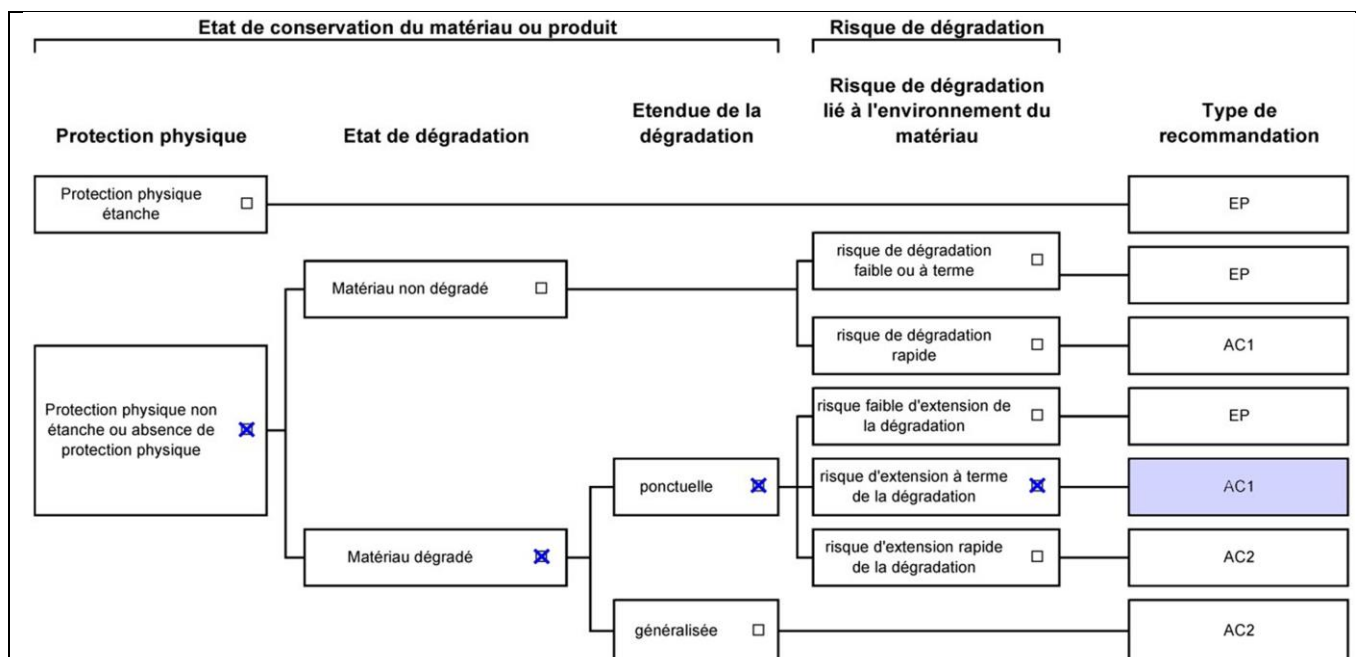 Etat de conservation du matériau ou produit
Risque de dégradation
Protection physique
Etat de dégradation
Etendue de la
dégradation
Risque de dégradation
lié à l'environnement du
matériau
Type de
recommandation
Protection physique
étanche
EP
risque de dégradation
faible ou à terme
EP
Matériau non dégradé
risque de dégradation
rapide
AC1
Protection physique non
étanche ou absence de
protection physique
risque faible d'extension de
la dégradation
EP
ponctuelle
risque d'extension à terme
de la dégradation
AC1
Matériau dégradé
risque d'extension rapide
de la dégradation
AC2
généralisée
AC2